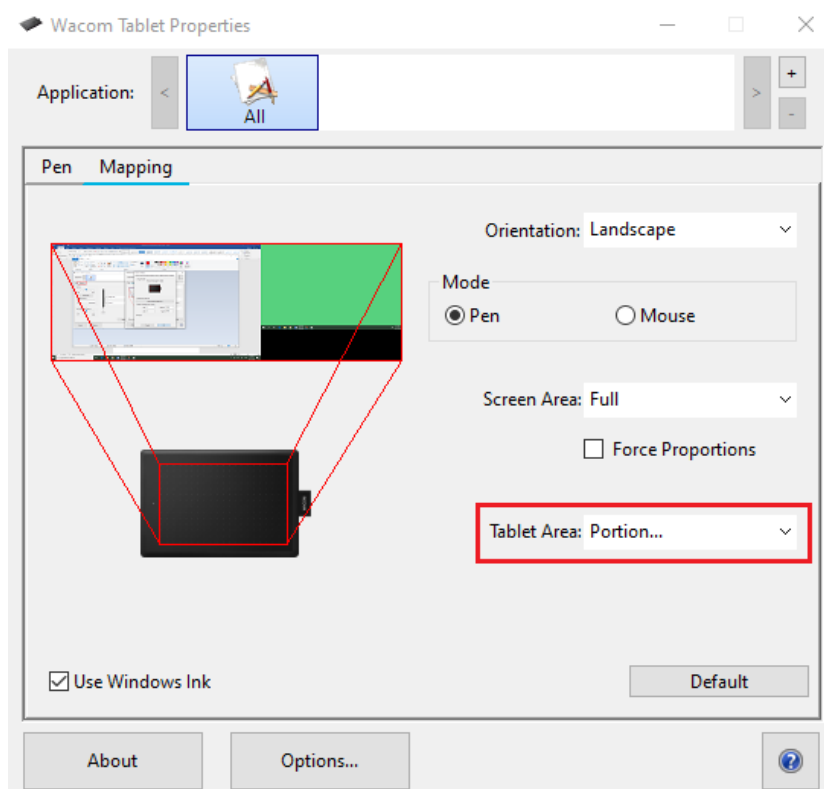 Wacom Tablet Properties
Application:
<
All
>
+
-
Pen Mapping
Orientation: Landscape
Mode
Pen Mouse
Screen Area: Full
Force Proportions
Tablet Area: Portion...
Use Windows Ink
Default
About Options...
?